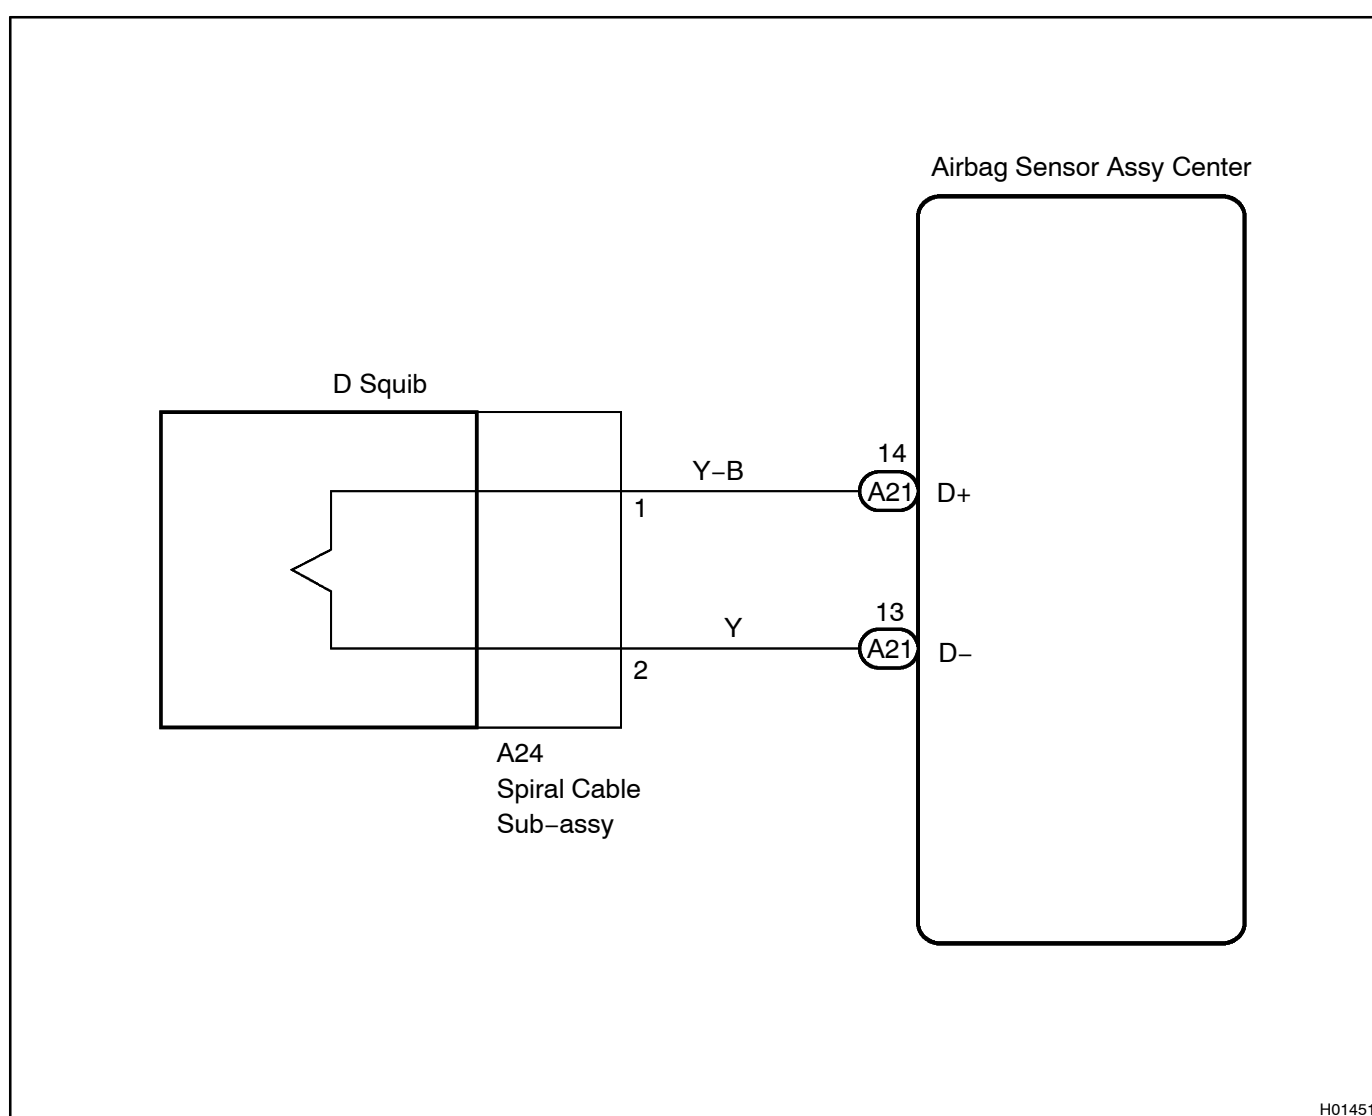 Airbag Sensor Assy Center
D Squib
Y−B
14
A21
D+
1
Y
13
A21
D−
2
A24
Spiral Cable
Sub−assy
H01451